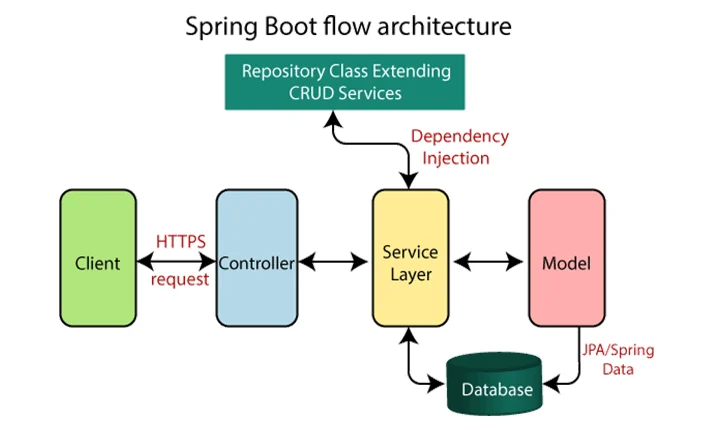 Spring Boot flow architecture
Repository Class Extending
CRUD Services
Dependency
Injection
Client
HTTPS
request
Controller
Service
Layer
Model
JPA/Spring
Data
Database